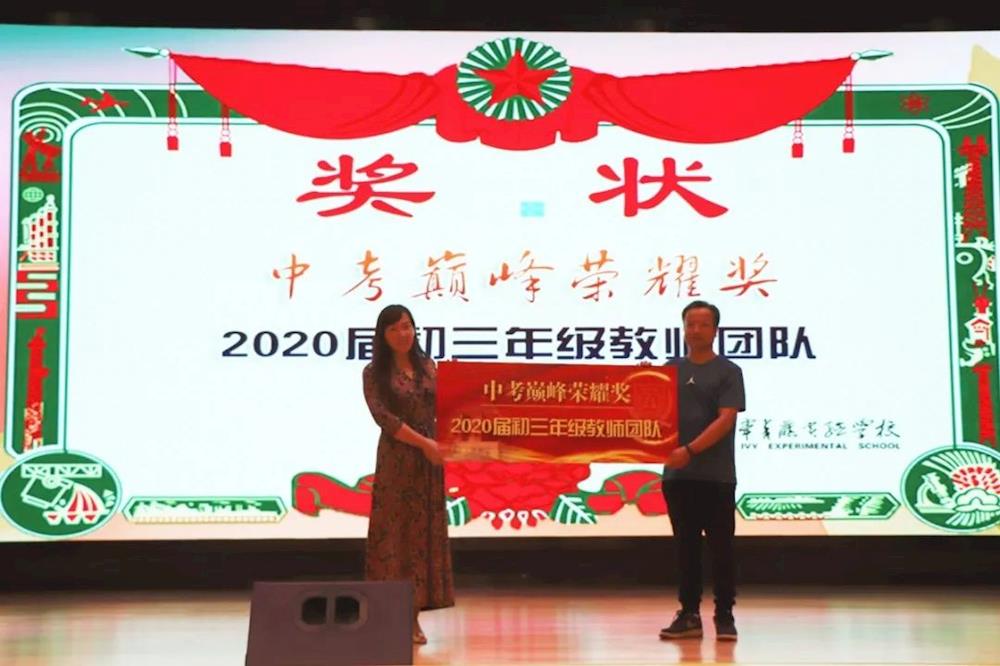 奖 状
中考巅峰荣耀奖
2020届初三年级教师团队
中考巅峰荣耀奖
2020届初三年级教师团队
IVY EXPERIMENTAL SCHOOL